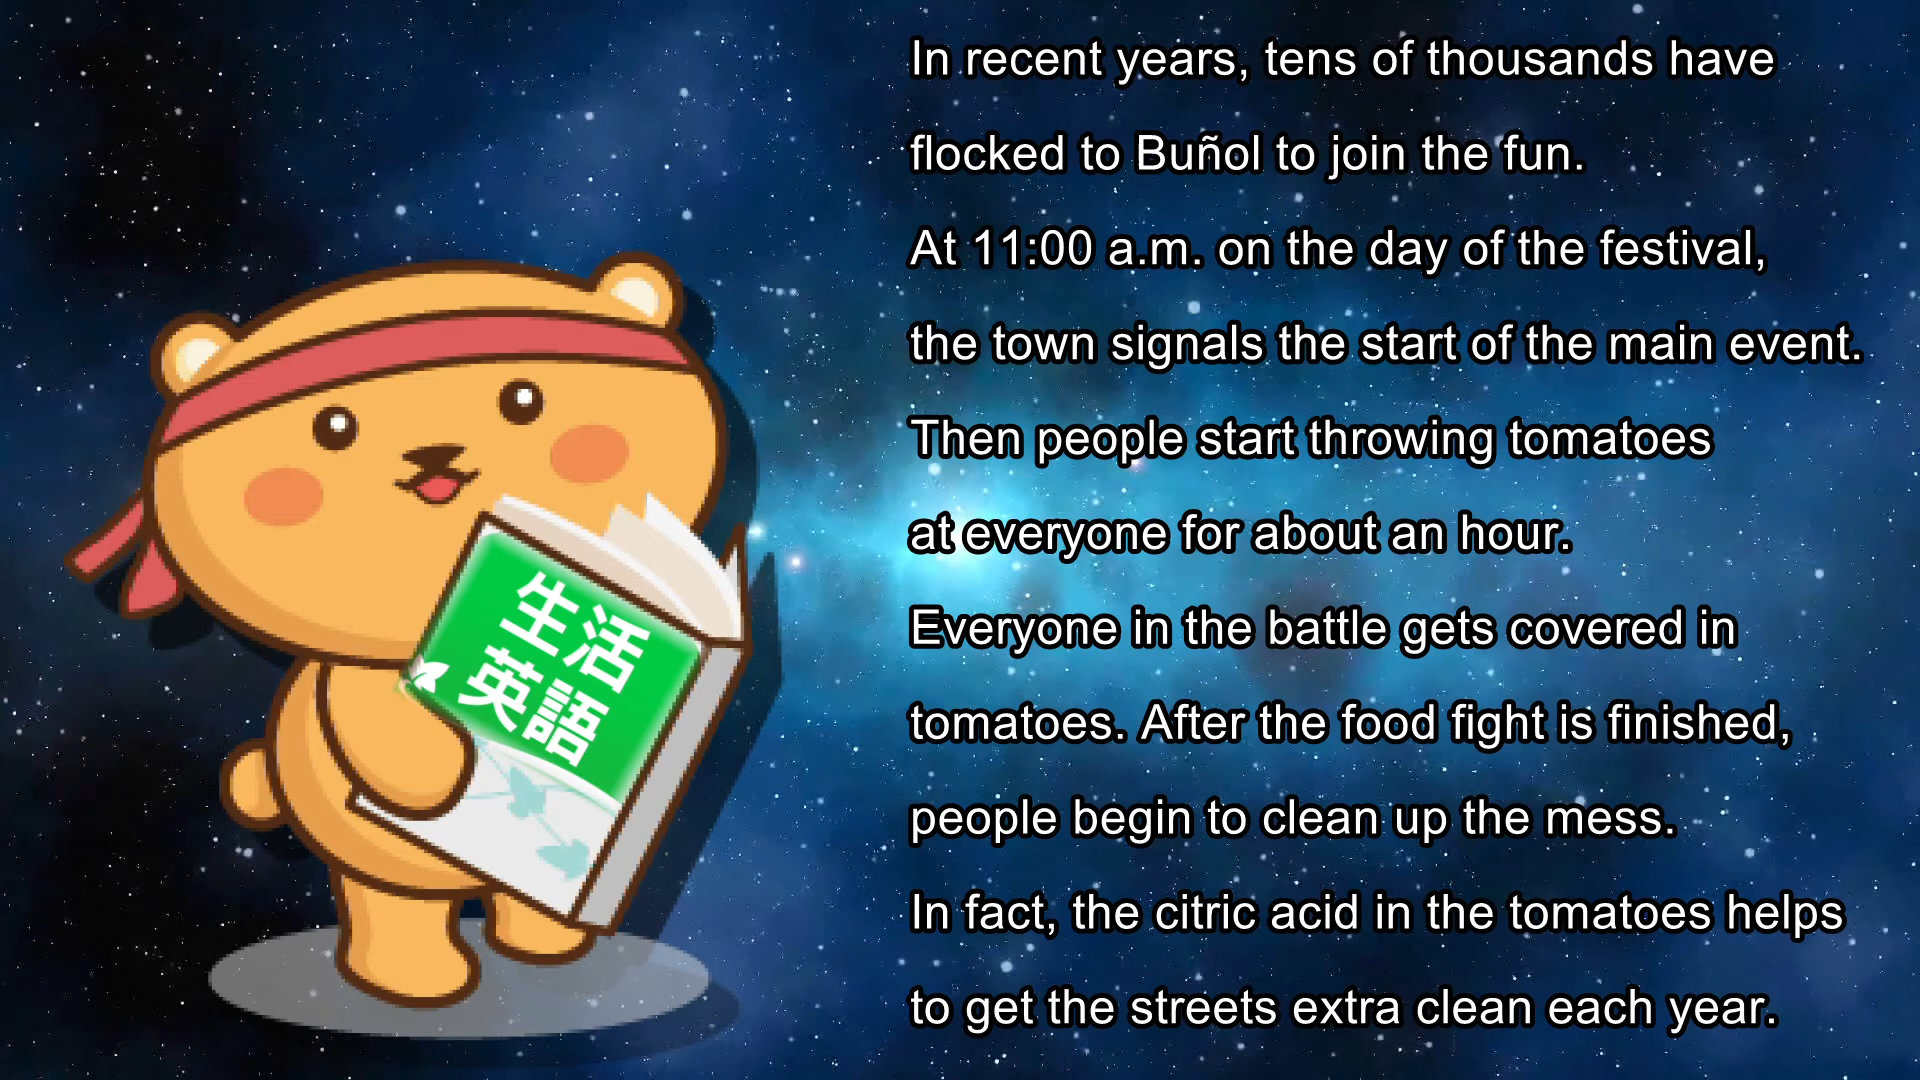 In recent years, tens of thousands have
flocked to Buñol to join the fun.
At 11:00 a.m. on the day of the festival,
the town signals the start of the main event.
Then people start throwing tomatoes
at everyone for about an hour.
Everyone in the battle gets covered in
tomatoes. After the food fight is finished,
people begin to clean up the mess.
In fact, the citric acid in the tomatoes helps
to get the streets extra clean each year.
生活
英語